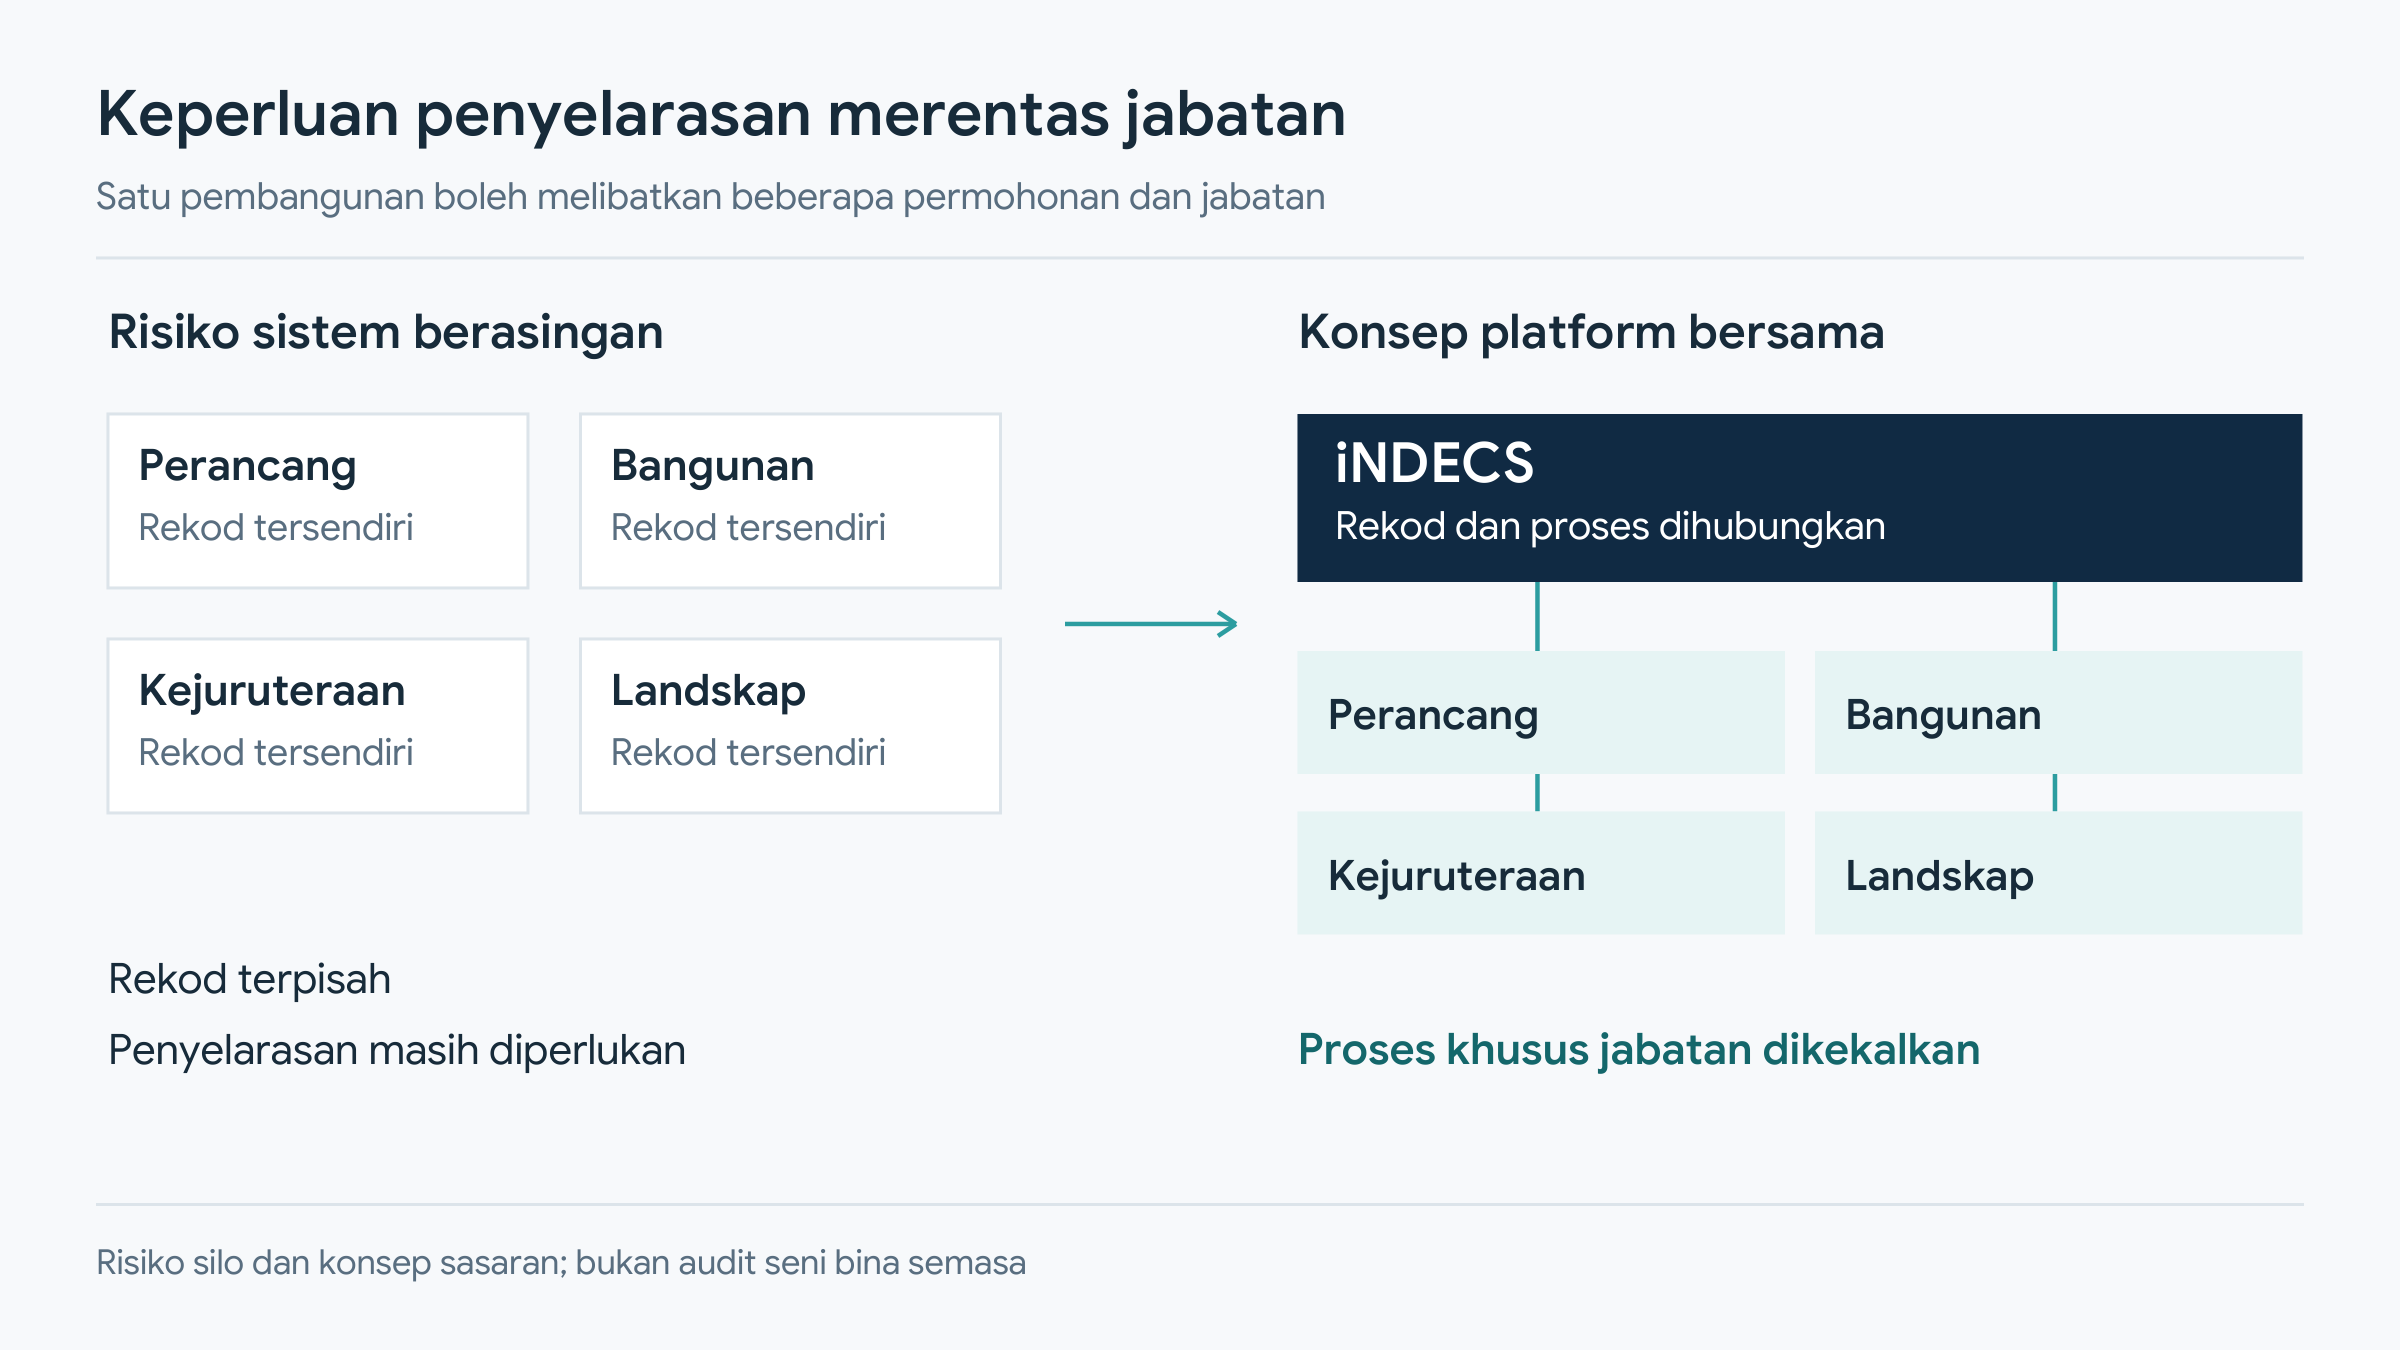 Keperluan penyelarasan merentas jabatan
Satu pembangunan boleh melibatkan beberapa permohonan dan jabatan
Risiko sistem berasingan
Perancang
Rekod tersendiri
Bangunan
Rekod tersendiri
Kejuruteraan
Rekod tersendiri
Landskap
Rekod tersendiri
Rekod terpisah
Penyelarasan masih diperlukan
Konsep platform bersama
iNDECS
Rekod dan proses dihubungkan
Perancang
Bangunan
Kejuruteraan
Landskap
Proses khusus jabatan dikekalkan
Risiko silo dan konsep sasaran; bukan audit seni bina semasa